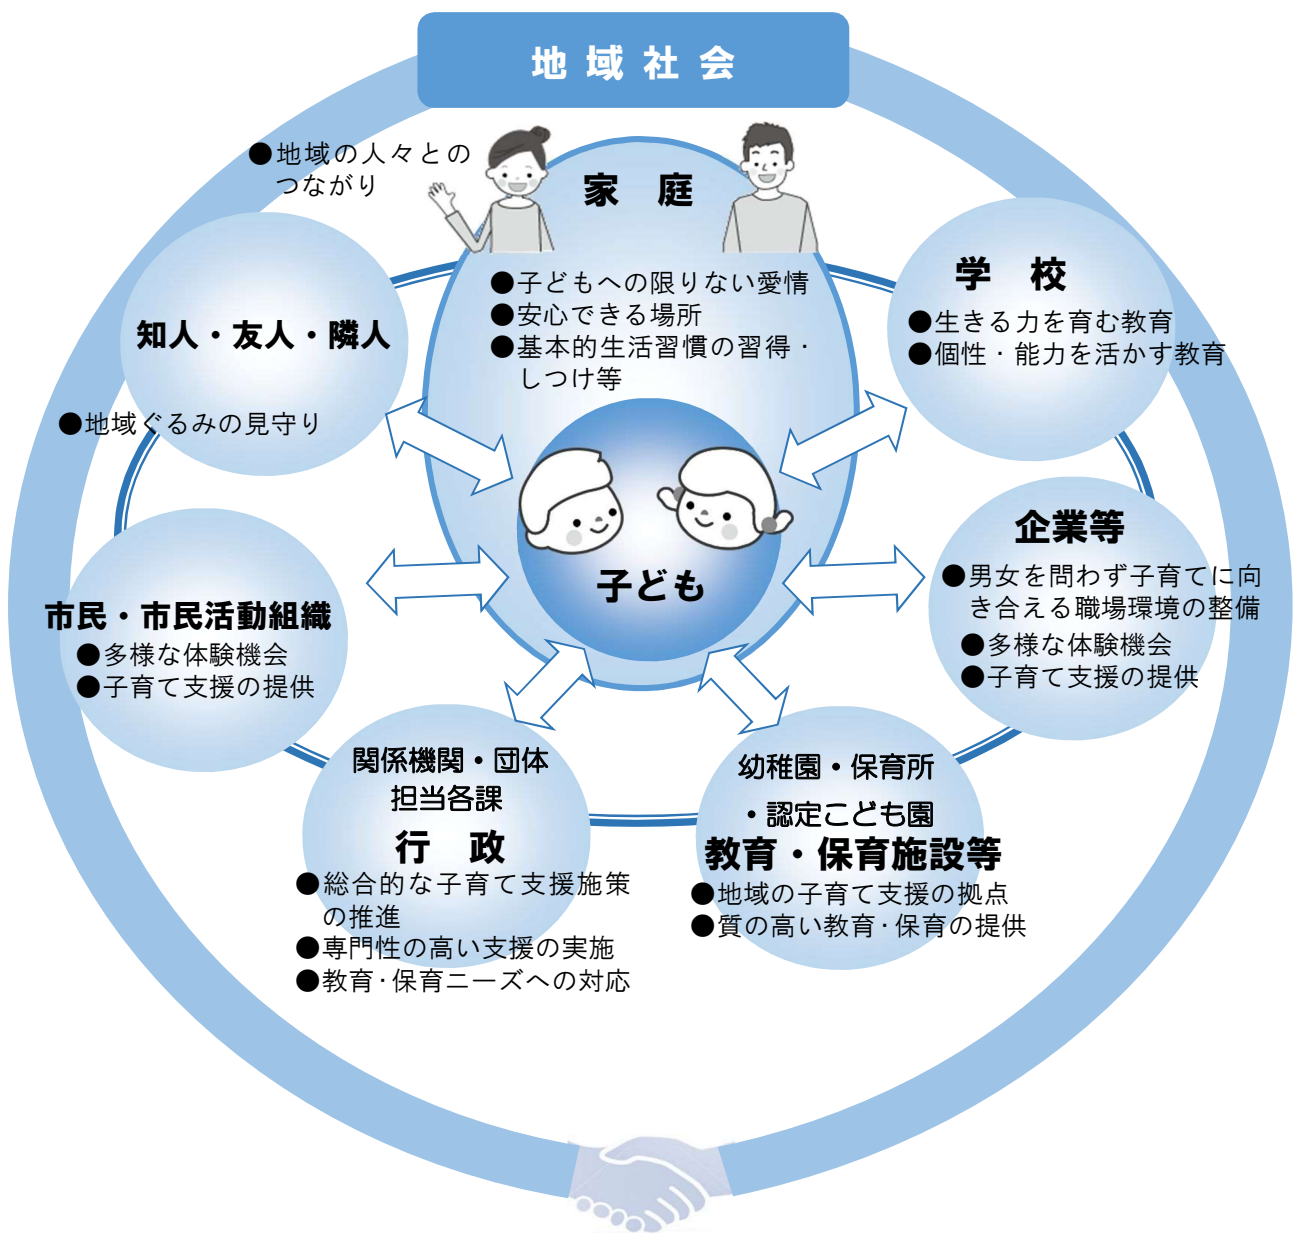 地域社会
●地域の人々との
つながり
家 庭
●子どもへの限りない愛情
●安心できる場所
●基本的生活習慣の習得・
しつけ等
学 校
●生きる力を育む教育
●個性・能力を活かす教育
知人・友人・隣人
●地域ぐるみの見守り
子ども
企業等
●男女を問わず子育てに向
き合える職場環境の整備
●多様な体験機会
●子育て支援の提供
市民・市民活動組織
●多様な体験機会
●子育て支援の提供
関係機関・団体
担当各課
行 政
●総合的な子育て支援施策
の推進
●専門性の高い支援の実施
●教育・保育ニーズへの対応
幼稚園・保育所
・認定こども園
教育・保育施設等
●地域の子育て支援の拠点
●質の高い教育・保育の提供